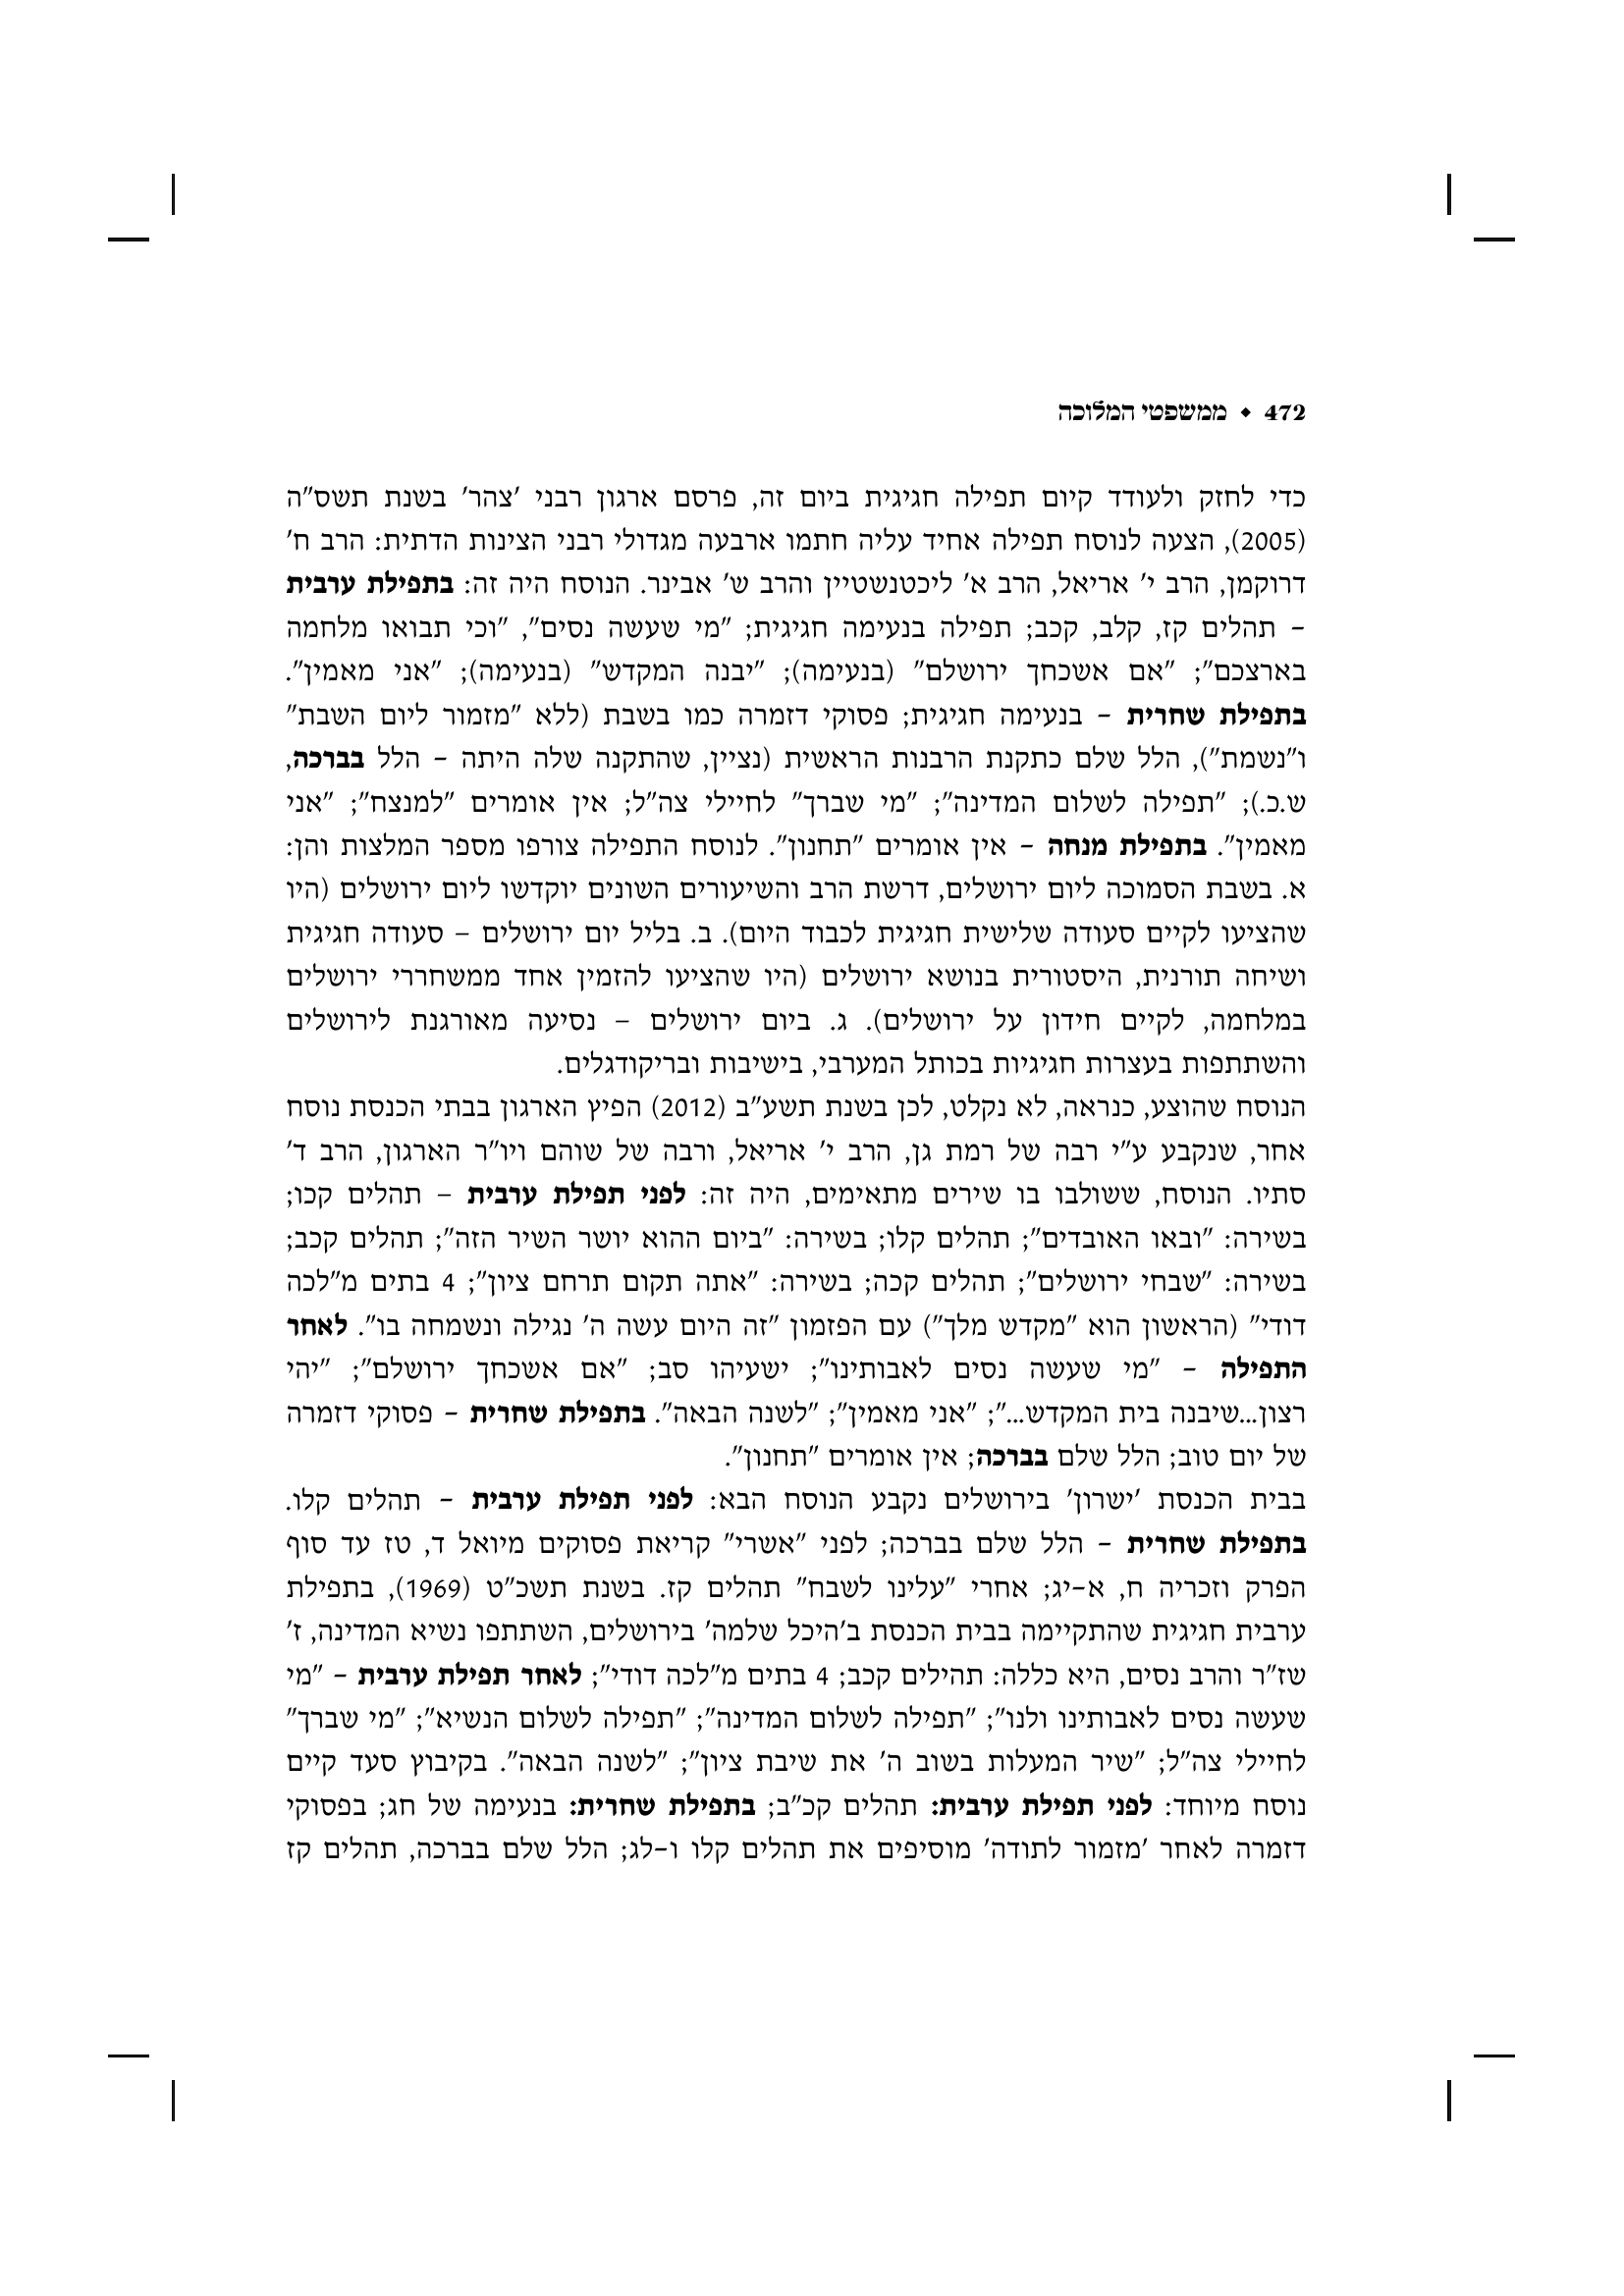 472 ◆ ממשפטי המלוכה
כדי לחזק ולעודד קיום תפילה חגיגית ביום זה, פרסם ארגון רבני 'צהר' בשנת תשס"ה
(2005), הצעה לנוסח תפילה אחיד עליה חתמו ארבעה מגדולי רבני הציונות הדתית: הרב ח'
דרוקמן, הרב י' אריאל, הרב א' ליכטנשטיין והרב ש' אבינר. הנוסח היה זה: בתפילת ערבית
– תהלים קז, קלב, קכב; תפילה בנעימה חגיגית; "מי שעשה נסים", "וכי תבואו מלחמה
בארצכם"; "אם אשכחך ירושלם" (בנעימה); "יבנה המקדש" (בנעימה); "אני מאמין".
בתפילת שחרית – בנעימה חגיגית; פסוקי דזמרה כמו בשבת (ללא "מזמור ליום השבת"
ו"נשמת"), הלל שלם כתקנת הרבנות הראשית (נציין, שהתקנה שלה היתה – הלל בברכה,
ש.כ.); "תפילה לשלום המדינה"; "מי שברך" לחיילי צה"ל; אין אומרים "למנצח"; "אני
מאמין". בתפילת מנחה – אין אומרים "תחנון". לנוסח התפילה צורפו מספר המלצות והן:
א. בשבת הסמוכה ליום ירושלים, דרשת הרב והשיעורים השונים יוקדשו ליום ירושלים (היו
שהציעו לקיים סעודה שלישית חגיגית לכבוד היום). ב. בליל יום ירושלים – סעודה חגיגית
ושיחה תורנית, היסטורית בנושא ירושלים (היו שהציעו להזמין אחד ממשחררי ירושלים
במלחמה, לקיים חידון על ירושלים). ג. ביום ירושלים – נסיעה מאורגנת לירושלים
והשתתפות בעצרות חגיגיות בכותל המערבי, בישיבות ובריקודגלים.
הנוסח שהוצע, כנראה, לא נקלט, לכן בשנת תשע"ב (2012) הפיץ הארגון בבתי הכנסת נוסח
אחר, שנקבע ע"י רבה של רמת גן, הרב י' אריאל, ורבה של שוהם ויו"ר הארגון, הרב ד'
סתיו. הנוסח, ששולבו בו שירים מתאימים, היה זה: לפני תפילת ערבית – תהלים קכו;
בשירה: "ובאו האובדים"; תהלים קלו; בשירה: "ביום ההוא יושר השיר הזה"; תהלים קכב;
בשירה: "שבחי ירושלים"; תהלים קכה; בשירה: "אתה תקום תרחם ציון"; 4 בתים מ"לכה
דודי" (הראשון הוא "מקדש מלך") עם הפזמון "זה היום עשה ה' נגילה ונשמחה בו". לאחר
התפילה – "מי שעשה נסים לאבותינו"; ישעיהו סב; "אם אשכחך ירושלם"; "יהי
רצון...שיבנה בית המקדש..."; "אני מאמין"; "לשנה הבאה". בתפילת שחרית – פסוקי דזמרה
של יום טוב; הלל שלם בברכה; אין אומרים "תחנון".
בבית הכנסת 'ישרון' בירושלים נקבע הנוסח הבא: לפני תפילת ערבית – תהלים קלו.
בתפילת שחרית – הלל שלם בברכה; לפני "אשרי" קריאת פסוקים מיואל ד, טז עד סוף
הפרק וזכריה ח, א–יג; אחרי "עלינו לשבח" תהלים קז. בשנת תשכ"ט (1969), בתפילת
ערבית חגיגית שהתקיימה בבית הכנסת ב'היכל שלמה' בירושלים, השתתפו נשיא המדינה, ז'
שז"ר והרב נסים, היא כללה: תהילים קכב; 4 בתים מ"לכה דודי"; לאחר תפילת ערבית – "מי
שעשה נסים לאבותינו ולנו"; "תפילה לשלום המדינה"; "תפילה לשלום הנשיא"; "מי שברך"
לחיילי צה"ל; "שיר המעלות בשוב ה' את שיבת ציון"; "לשנה הבאה". בקיבוץ סעד קיים
נוסח מיוחד: לפני תפילת ערבית: תהלים קכ"ב; בתפילת שחרית: בנעימה של חג; בפסוקי
דזמרה לאחר 'מזמור לתודה' מוסיפים את תהלים קלו ו–לג; הלל שלם בברכה, תהלים קז